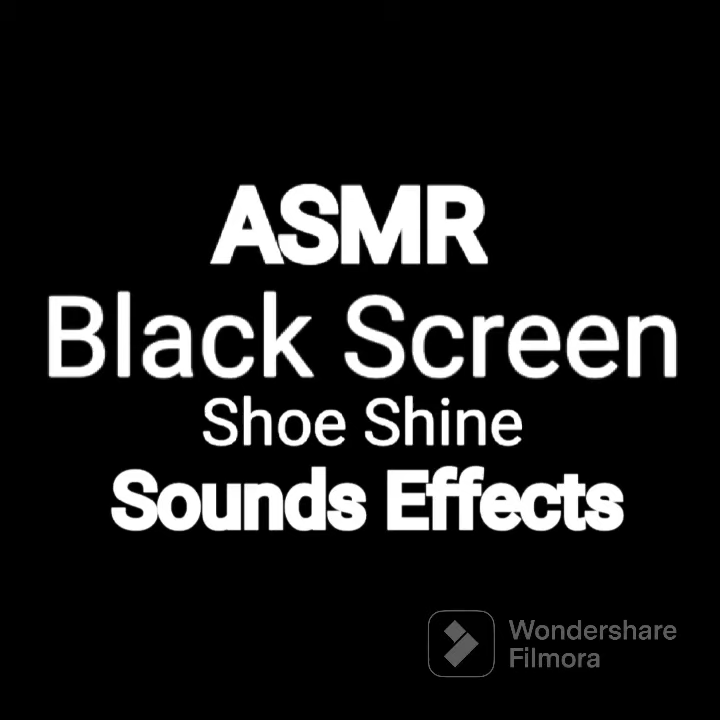 ASMR
Black Screen
Shoe Shine
Sounds Effects
Wondershare
Filmora